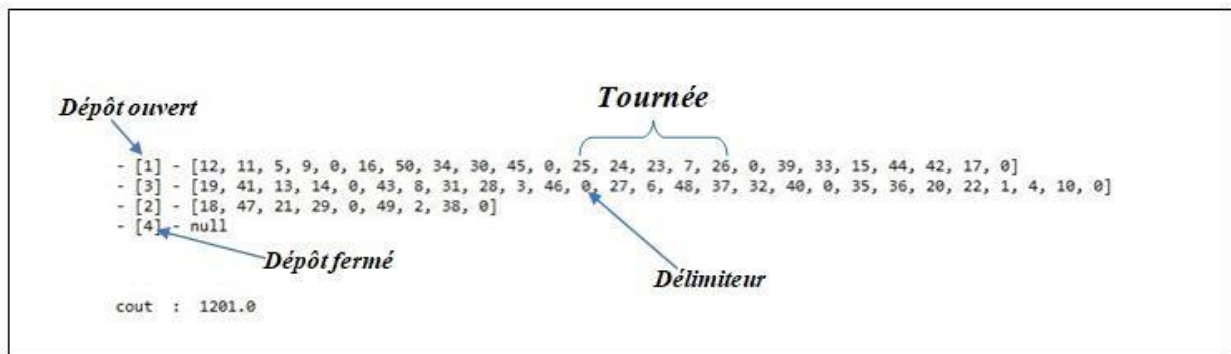 Tournée
Dépôt ouvert
- [1] - [12, 11, 5, 9, 0, 16, 50, 34, 30, 45, 0, 25, 24, 23, 7, 26, 0, 39, 33, 15, 44, 42, 17, 0]
- [3] - [19, 41, 13, 14, 0, 43, 8, 31, 28, 3, 46, 0, 27, 6, 48, 37, 32, 40, 0, 35, 36, 20, 22, 1, 4, 10, 0]
- [2] - [18, 47, 21, 29, 0, 49, 2, 38, 0]
- [4] - null
Dépôt fermé
Délimiteur
cout : 1201.0